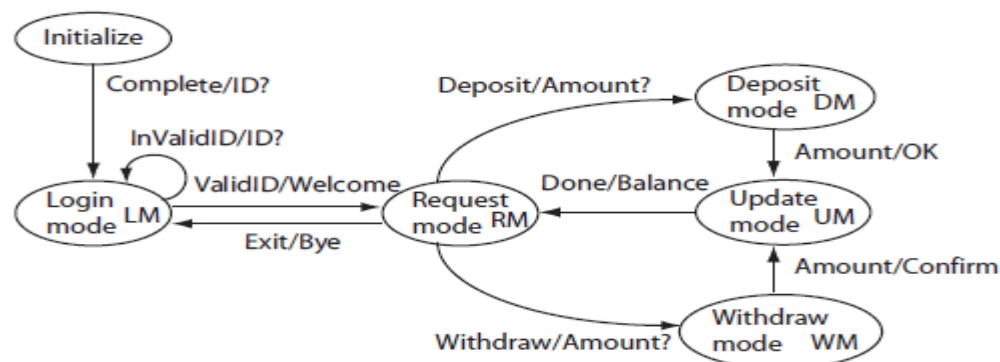 Initialize
Complete/ID?
InValidID/ID?
Login
mode LM
ValidID/Welcome
Exit/Bye
Request
mode RM
Deposit/Amount?
Deposit
mode DM
Amount/OK
Done/Balance
Update
mode UM
Amount/Confirm
Withdraw/Amount?
Withdraw
mode WM